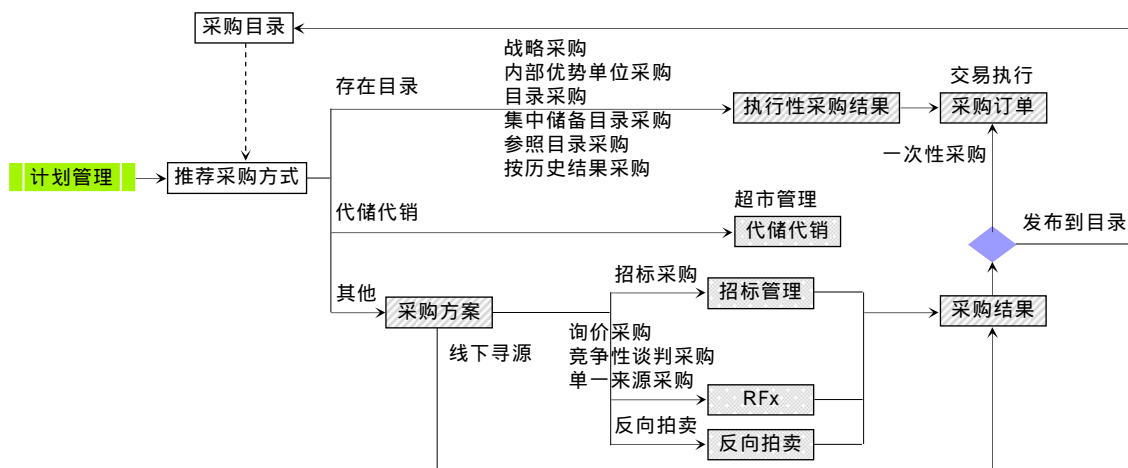 采购目录
战略采购
内部优势单位采购
存在目录
目录采购
集中储备目录采购
参照目录采购
按历史结果采购
执行性采购结果
交易执行
采购订单
一次性采购
计划管理
推荐采购方式
代储代销
超市管理
代储代销
发布到目录
其他
采购方案
招标采购
招标管理
采购结果
线下寻源
询价采购
竞争性谈判采购
单一来源采购
RFx
反向拍卖
反向拍卖